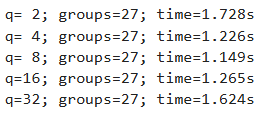 q= 2; groups=27; time=1.728s
q= 4; groups=27; time=1.226s
q= 8; groups=27; time=1.149s
q=16; groups=27; time=1.265s
q=32; groups=27; time=1.624s